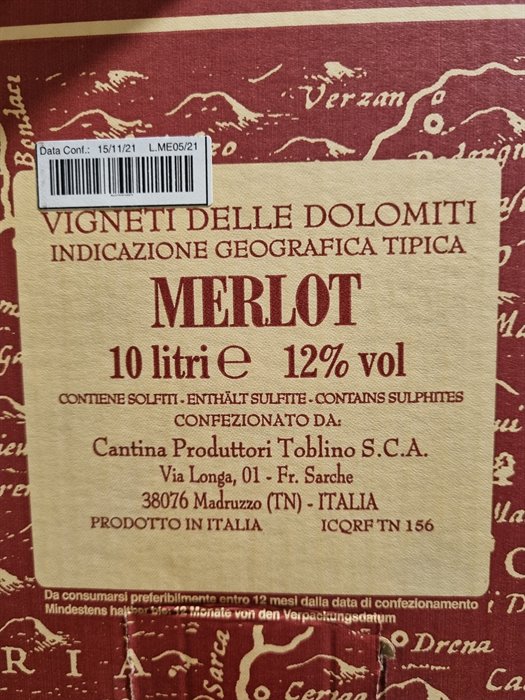 Bondaci
Verzan
Data Conf.: 15/11/21 L.ME05/21
VIGNETI DELLE DOLOMITI
INDICAZIONE GEOGRAFICA TIPICA
MERLOT
10 litri e 12% vol
CONTIENE SOLFITI - ENTHÄLT SULFITE - CONTAINS SULPHITES
CONFEZIONATO DA:
Cantina Produttori Toblino S.C.A.
Via Longa, 01 - Fr. Sarche
38076 Madruzzo (TN) - ITALIA
PRODOTTO IN ITALIA ICQRF TN 156
Da consumarsi preferibilmente entro 12 mesi dalla data di confezionamento
Mindestens haltbar bis: 12 Monate von den Verpackungsdatum
RIA
Sarca
Drena